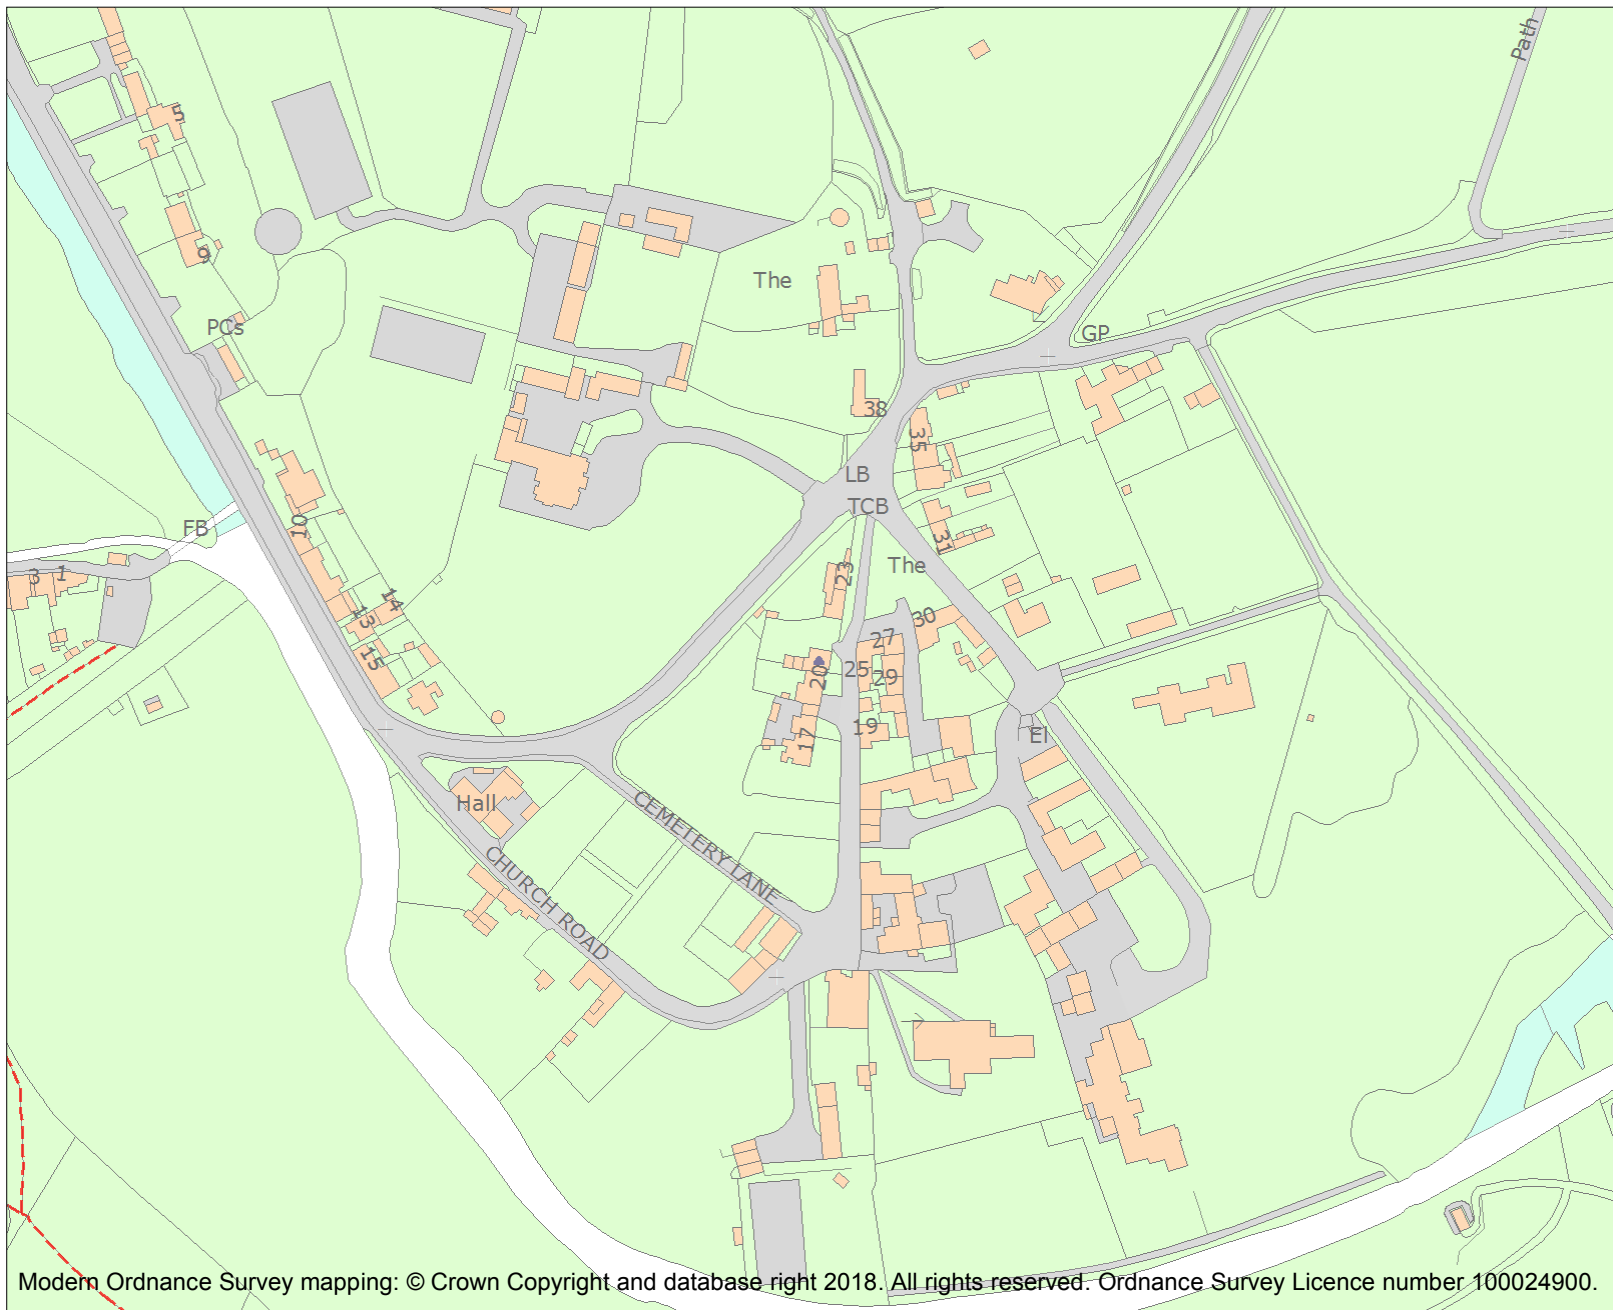 Path
5
9
The
PCs
GP
38
35
LB
TCB
10
FB
31
The
3
1
23
14
13
30
27
15
20
25
29
19
17
El
Hall
CEMETERY LANE
CHURCH ROAD
Modern Ordnance Survey mapping: © Crown Copyright and database right 2018. All rights reserved. Ordnance Survey Licence number 100024900.